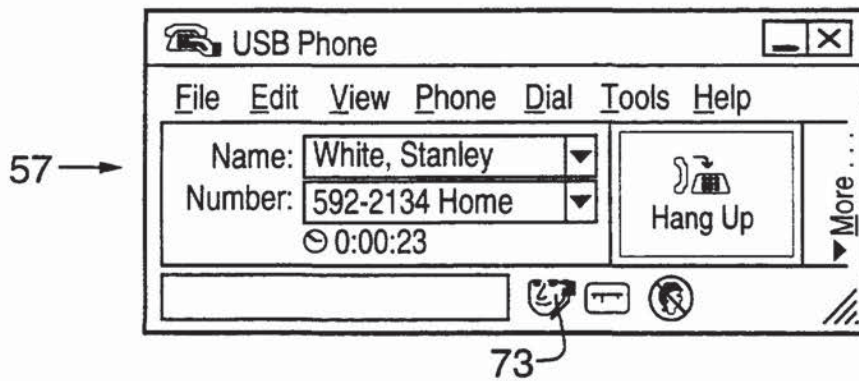 USB Phone
File Edit View Phone Dial Tools Help
Name: White, Stanley
Number: 592-2134 Home
0:00:23
Hang Up
More...
57
73